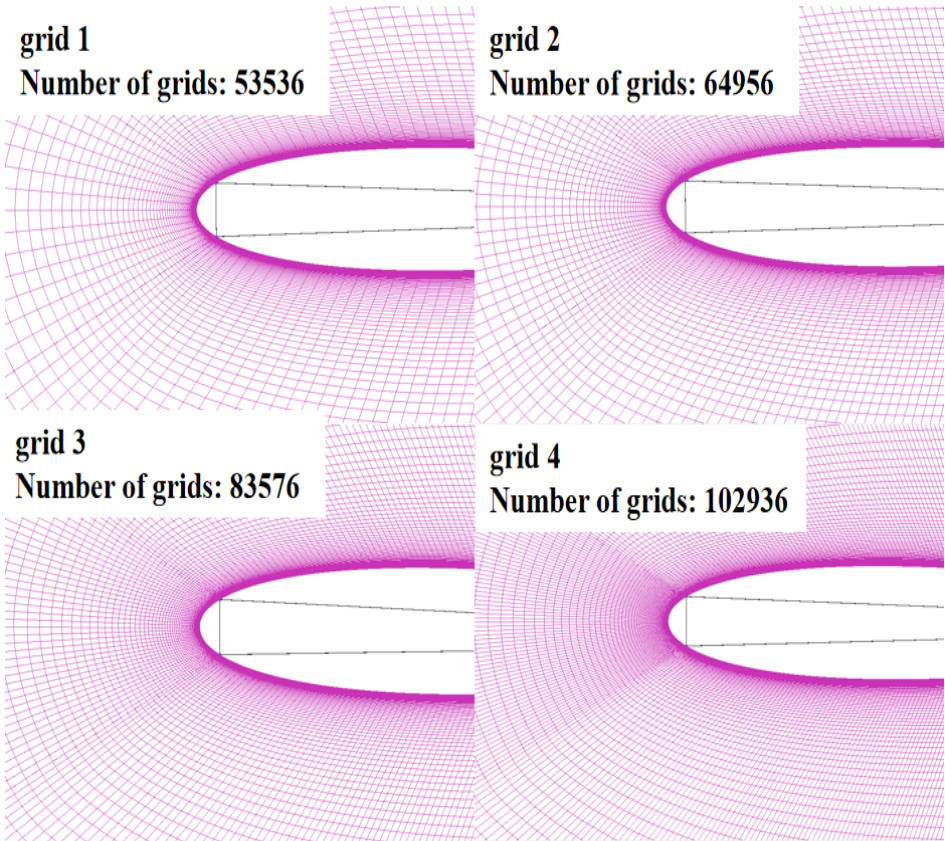 grid 1
Number of grids: 53536
grid 2
Number of grids: 64956
grid 3
Number of grids: 83576
grid 4
Number of grids: 102936